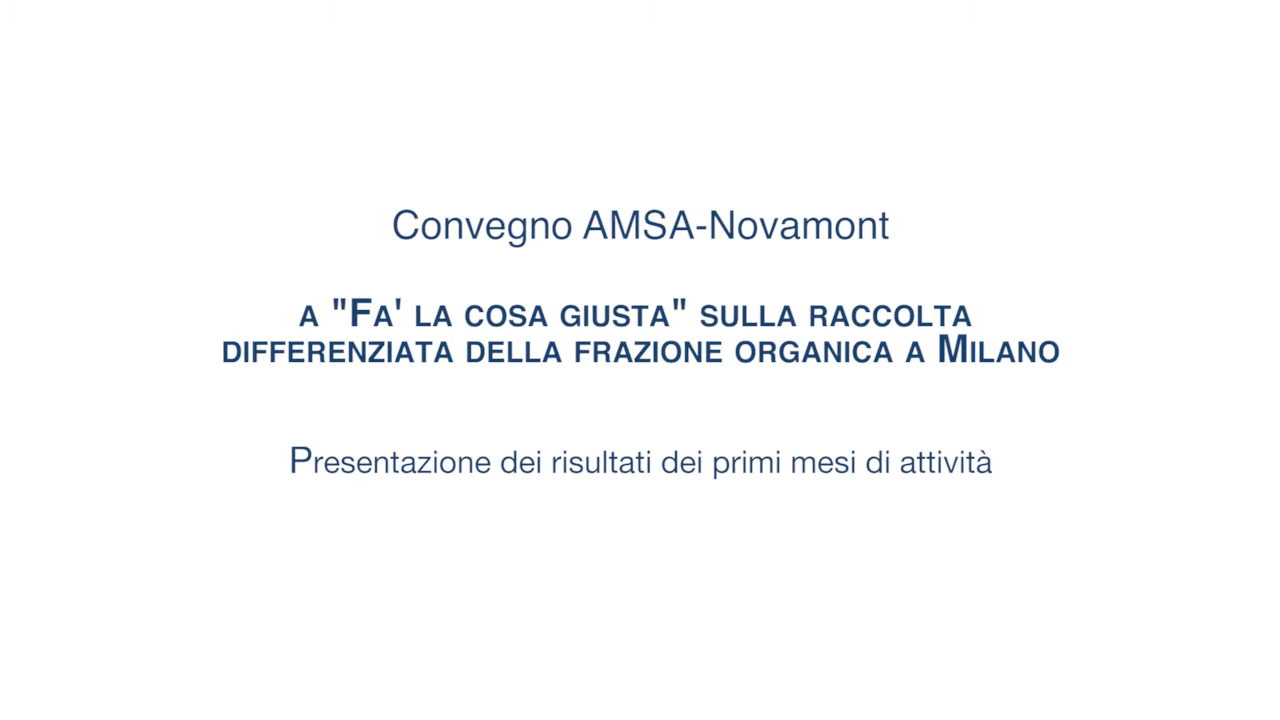 Convegno AMSA-Novamont
A "FA' LA COSA GIUSTA" SULLA RACCOLTA
DIFFERENZIATA DELLA FRAZIONE ORGANICA A MILANO
Presentazione dei risultati dei primi mesi di attività